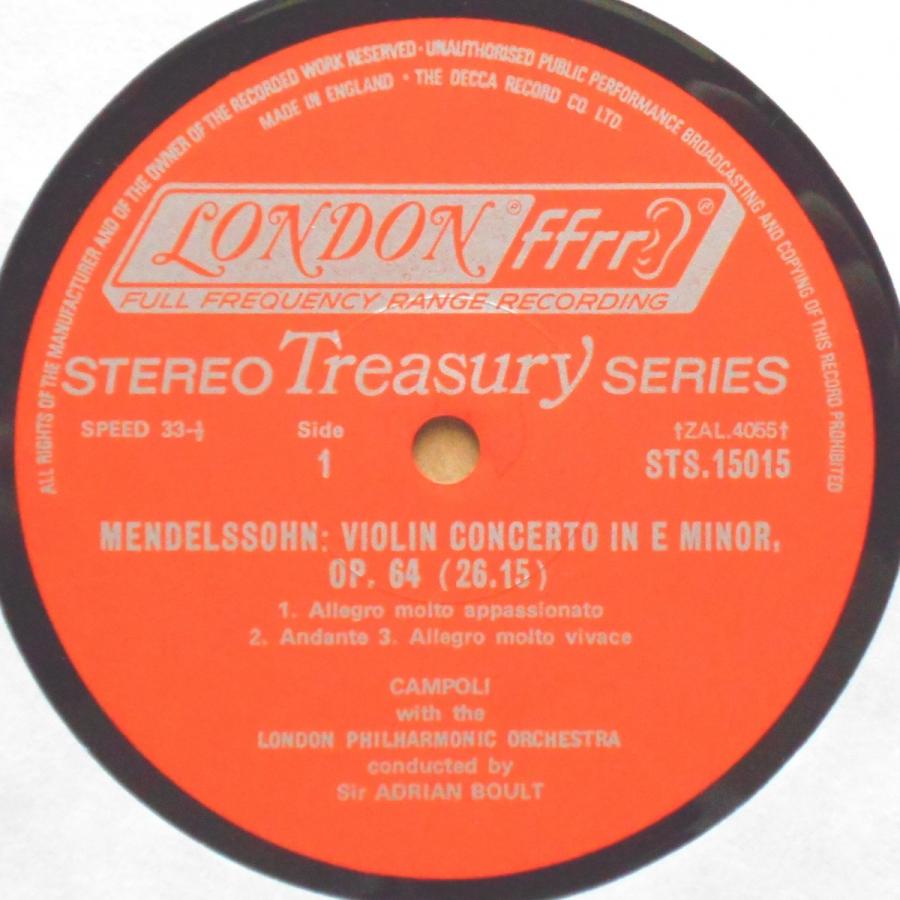 ALL RIGHTS OF THE MANUFACTURER AND OF THE OWNER OF THE RECORDED WORK RESERVED · UNAUTHORISED PUBLIC PERFORMANCE BROADCASTING AND COPYING OF THIS RECORD PROHIBITED
MADE IN ENGLAND · THE DECCA RECORD CO. LTD.
LONDON ® ffrr ®
FULL FREQUENCY RANGE RECORDING
STEREO Treasury SERIES
SPEED 33-⅓ Side †ZAL.4055†
1 STS.15015
MENDELSSOHN: VIOLIN CONCERTO IN E MINOR,
OP. 64 (26.15)
1. Allegro molto appassionato
2. Andante 3. Allegro molto vivace
CAMPOLI
with the
LONDON PHILHARMONIC ORCHESTRA
conducted by
Sir ADRIAN BOULT